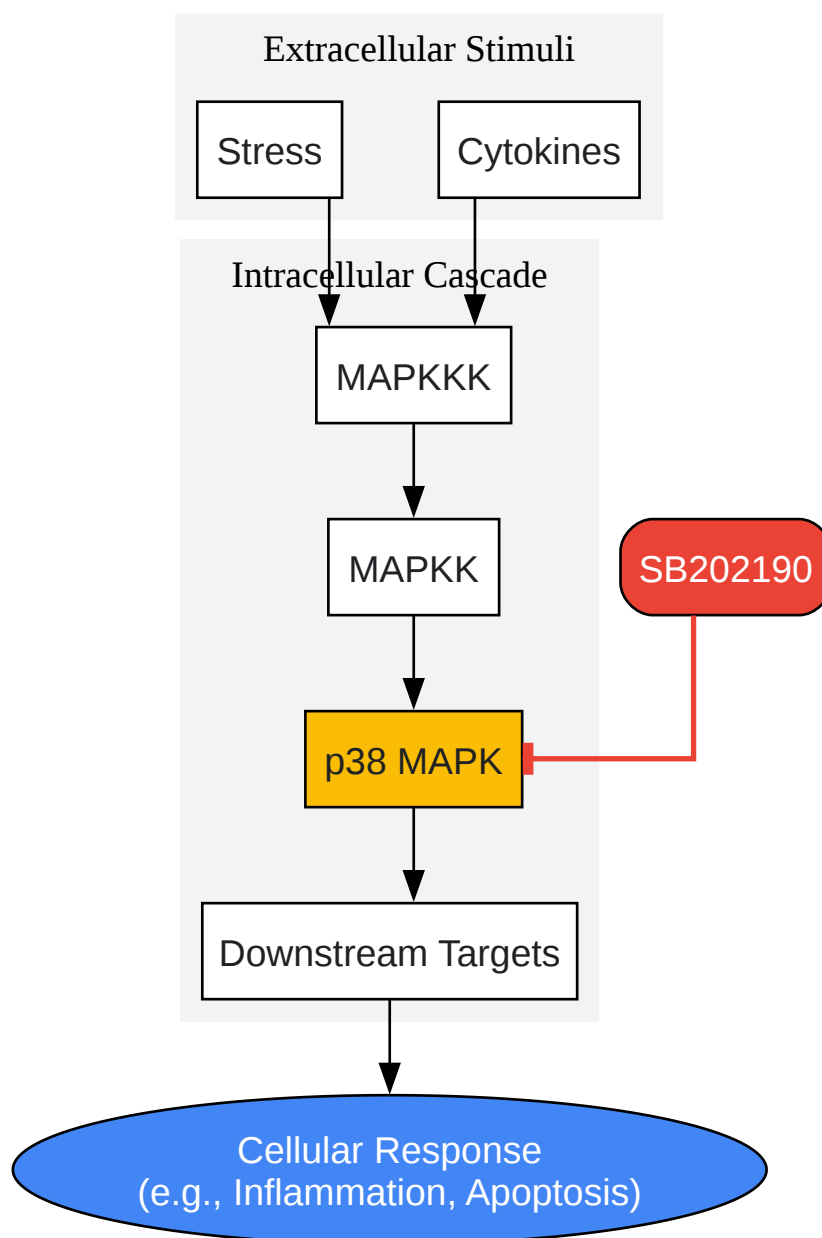 Extracellular Stimuli
Stress
Cytokines
Intracellular Cascade
MAPKKK
MAPKK
SB202190
p38 MAPK
Downstream Targets
Cellular Response
(e.g., Inflammation, Apoptosis)